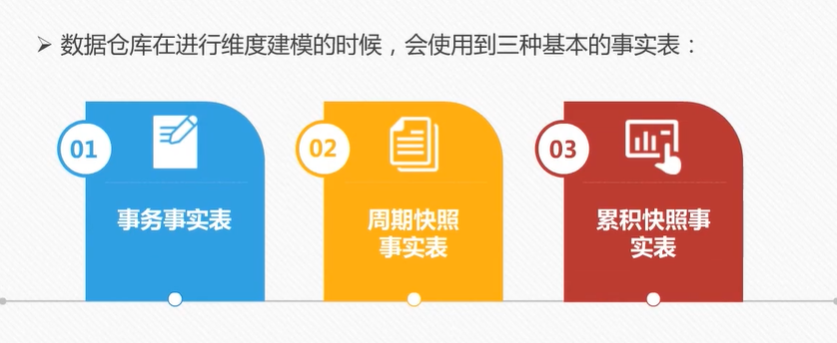 数据仓库在进行维度建模的时候，会使用到三种基本的事实表：
01
事务事实表
02
周期快照
事实表
03
累积快照事
实表